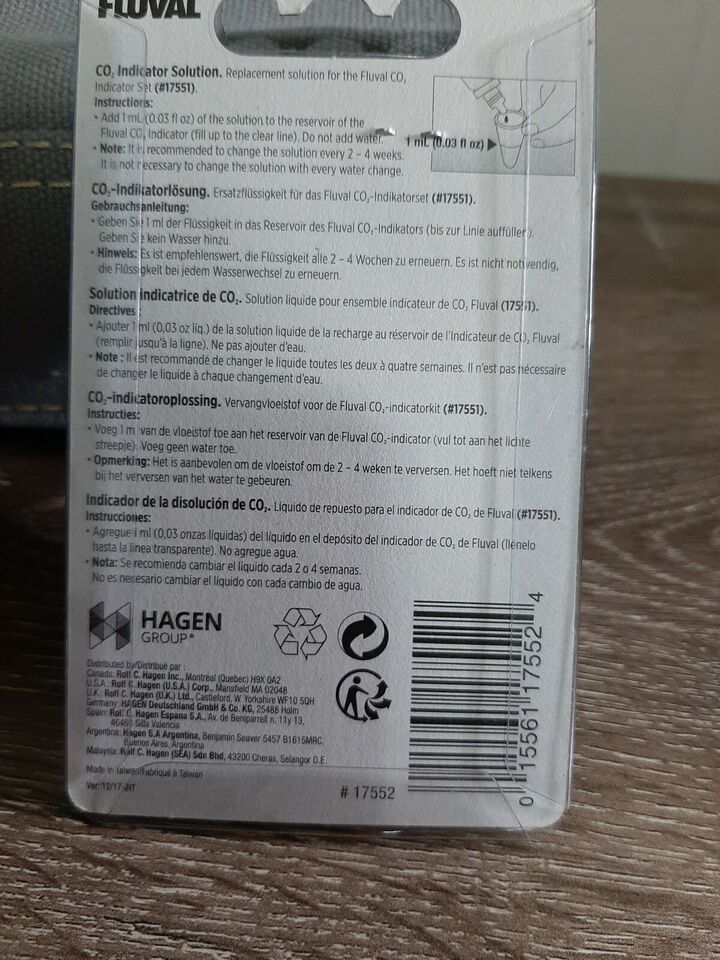 FLUVAL
CO₂ Indicator Solution. Replacement solution for the Fluval CO₂
Indicator Set (#17551).
Instructions:
• Add 1 mL (0.03 fl oz) of the solution to the reservoir of the
Fluval CO₂ Indicator (fill up to the clear line). Do not add water.
• Note: It is recommended to change the solution every 2 – 4 weeks.
It is not necessary to change the solution with every water change.
1 mL (0.03 fl oz)
CO₂-Indikatorlösung. Ersatzflüssigkeit für das Fluval CO₂-Indikatorset (#17551).
Gebrauchsanleitung:
• Geben Sie 1 ml der Flüssigkeit in das Reservoir des Fluval CO₂-Indikators (bis zur Linie auffüllen).
Geben Sie kein Wasser hinzu.
• Hinweis: Es ist empfehlenswert, die Flüssigkeit alle 2 – 4 Wochen zu erneuern. Es ist nicht notwendig,
die Flüssigkeit bei jedem Wasserwechsel zu erneuern.
Solution indicatrice de CO₂. Solution liquide pour ensemble indicateur de CO₂ Fluval (17551).
Directives :
• Ajouter 1 ml (0,03 oz liq.) de la solution liquide de la recharge au réservoir de l'Indicateur de CO₂ Fluval
(remplir jusqu'à la ligne). Ne pas ajouter d'eau.
• Note : Il est recommandé de changer le liquide toutes les deux à quatre semaines. Il n'est pas nécessaire
de changer le liquide à chaque changement d'eau.
CO₂-indicatoroplossing. Vervangvloeistof voor de Fluval CO₂-indicatorkit (#17551).
Instructies:
• Voeg 1 ml van de vloeistof toe aan het reservoir van de Fluval CO₂-indicator (vul tot aan het lichte
streepje). Voeg geen water toe.
• Opmerking: Het is aanbevolen om de vloeistof om de 2 – 4 weken te verversen. Het hoeft niet telkens
bij het verversen van het water te gebeuren.
Indicador de la disolución de CO₂. Líquido de repuesto para el indicador de CO₂ de Fluval (#17551).
Instrucciones:
• Agregue 1 ml (0,03 onzas líquidas) del líquido en el depósito del indicador de CO₂ de Fluval (llénelo
hasta la línea transparente). No agregue agua.
• Nota: Se recomienda cambiar el líquido cada 2 o 4 semanas.
No es necesario cambiar el líquido con cada cambio de agua.
HAGEN
GROUP®
Distributed by/Distribué par :
Canada: Rolf C. Hagen Inc., Montréal (Quebec) H9X 0A2
U.S.A.: Rolf C. Hagen (U.S.A.) Corp., Mansfield MA 02048
U.K.: Rolf C. Hagen (U.K.) Ltd., Castleford, W. Yorkshire WF10 5QH
Germany: HAGEN Deutschland GmbH & Co. KG, 25488 Holm
Spain: Rolf C. Hagen Espana S.A., Av. de Beniparrell n. 11y 13,
46460 Silla Valencia
Argentina: Hagen S.A Argentina, Benjamin Seaver 5457 B1615MRC,
Buenos Aires, Argentina
Malaysia: Rolf C. Hagen (SEA) Sdn Bhd, 43200 Cheras, Selangor D.E.
Made in Taiwan/Fabriqué à Taiwan
Ver: 12/17-INT
# 17552
0 15561 17552 4